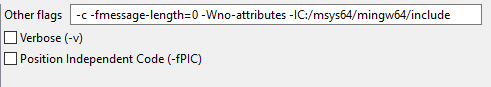 Other flags -c -fmessage-length=0 -Wno-attributes -IC:/msys64/mingw64/include
Verbose (-v)
Position Independent Code (-fPIC)